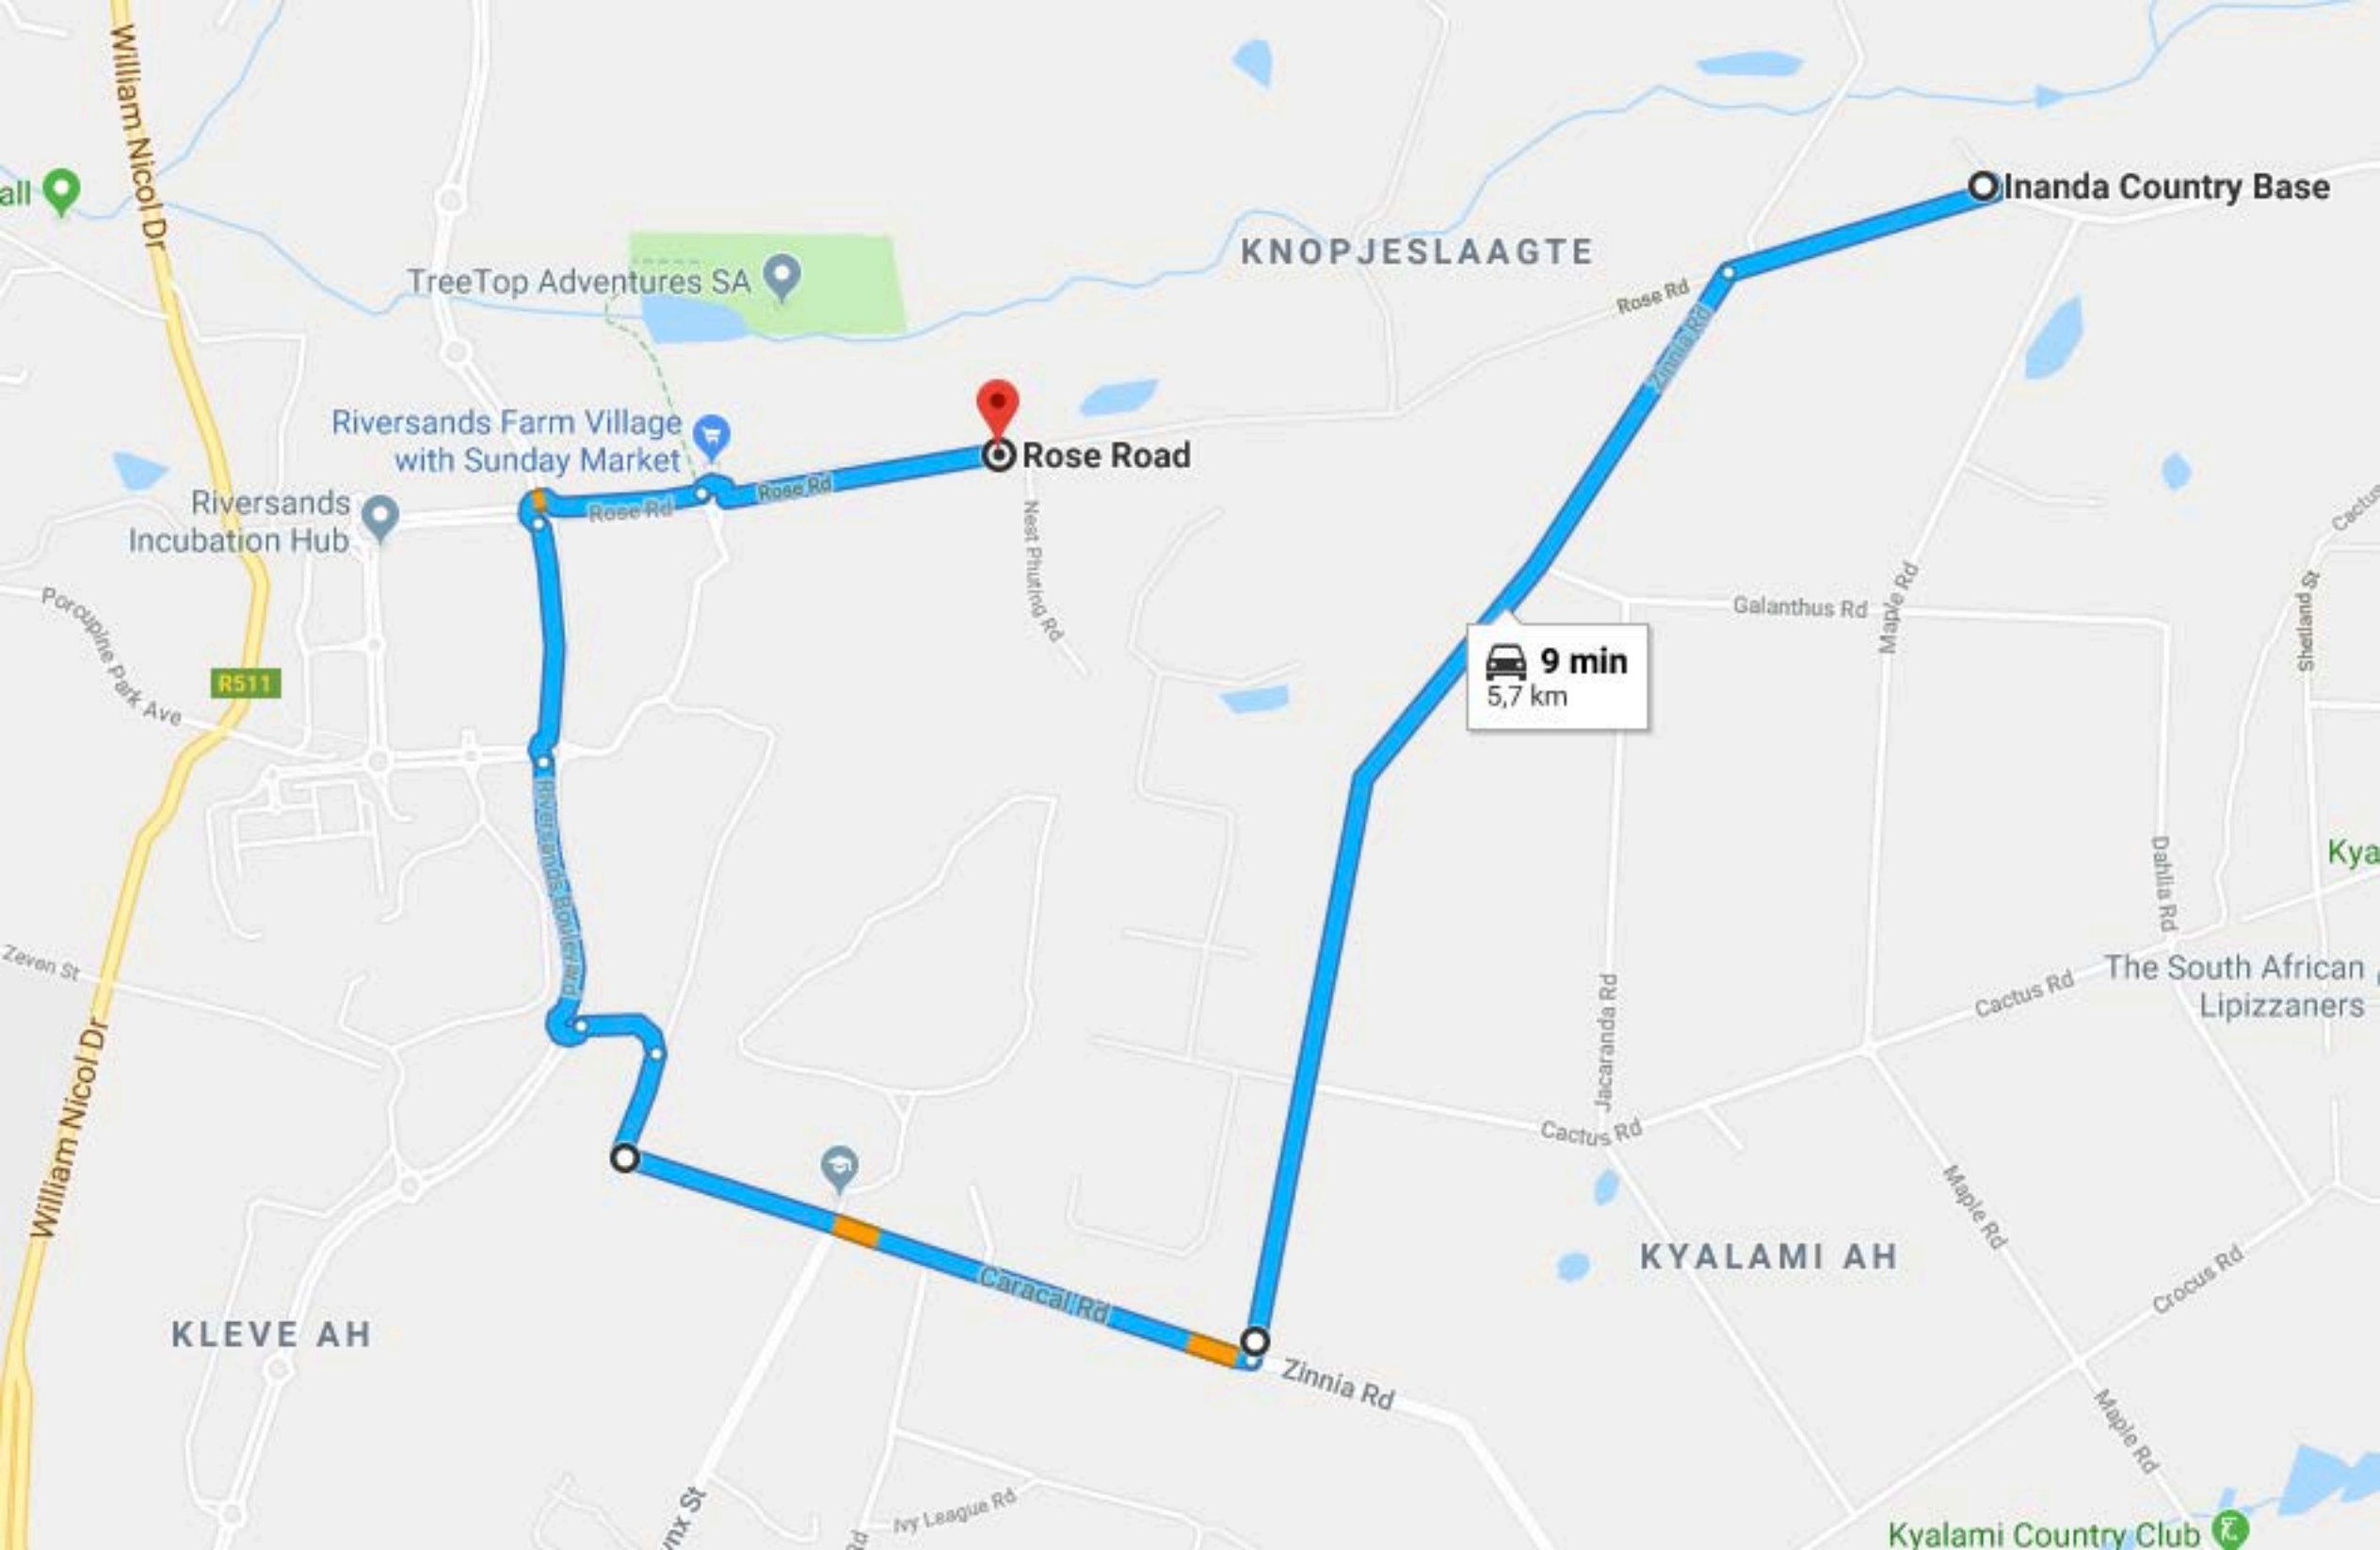 William Nicol Dr
all
Inanda Country Base
KNOPJESLAAGTE
TreeTop Adventures SA
Rose Rd
Zinnia Rd
Riversands Farm Village
with Sunday Market
Rose Road
Rose Rd
Rose Rd
Riversands
Incubation Hub
Nest Phuting Rd
Cactus
Porcupine Park Ave
Galanthus Rd
Maple Rd
Shetland St
R511
9 min
5,7 km
Riversands Boulevard
Dahlia Rd
Kya
Zeven St
The South African
Lipizzaners
Cactus Rd
Jacaranda Rd
Cactus Rd
William Nicol Dr
Maple Rd
KYALAMI AH
Crocus Rd
Caracal Rd
KLEVE AH
Zinnia Rd
Maple Rd
ynx St
Ivy League Rd
Rd
Kyalami Country Club